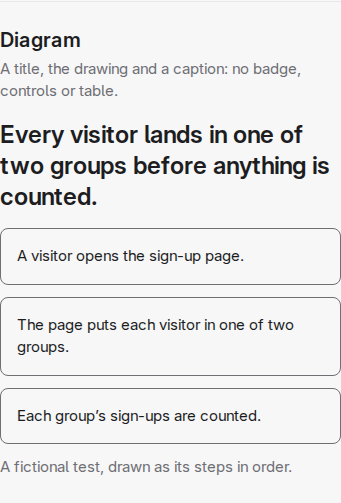 Diagram
A title, the drawing and a caption: no badge,
controls or table.
Every visitor lands in one of
two groups before anything is
counted.
A visitor opens the sign-up page.
The page puts each visitor in one of two
groups.
Each group’s sign-ups are counted.
A fictional test, drawn as its steps in order.